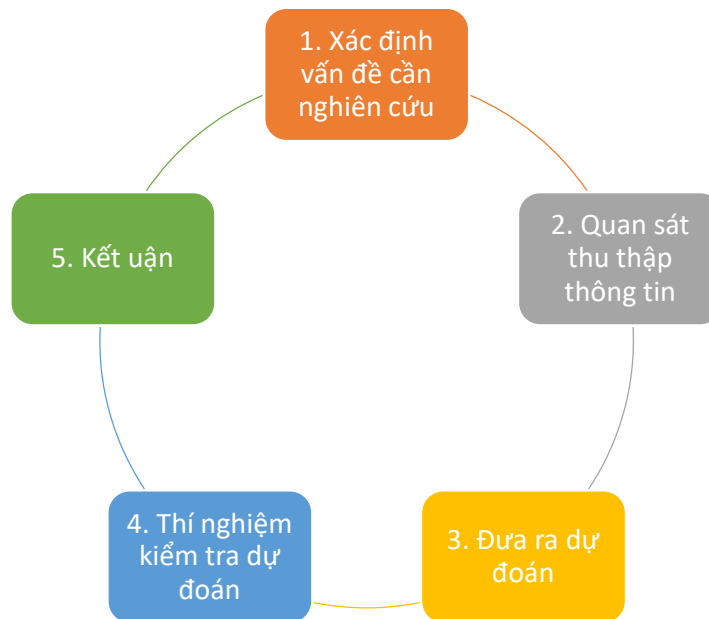 1. Xác định
vấn đề cần
nghiên cứu
2. Quan sát
thu thập
thông tin
3. Đưa ra dự
đoán
4. Thí nghiệm
kiểm tra dự
đoán
5. Kết uận